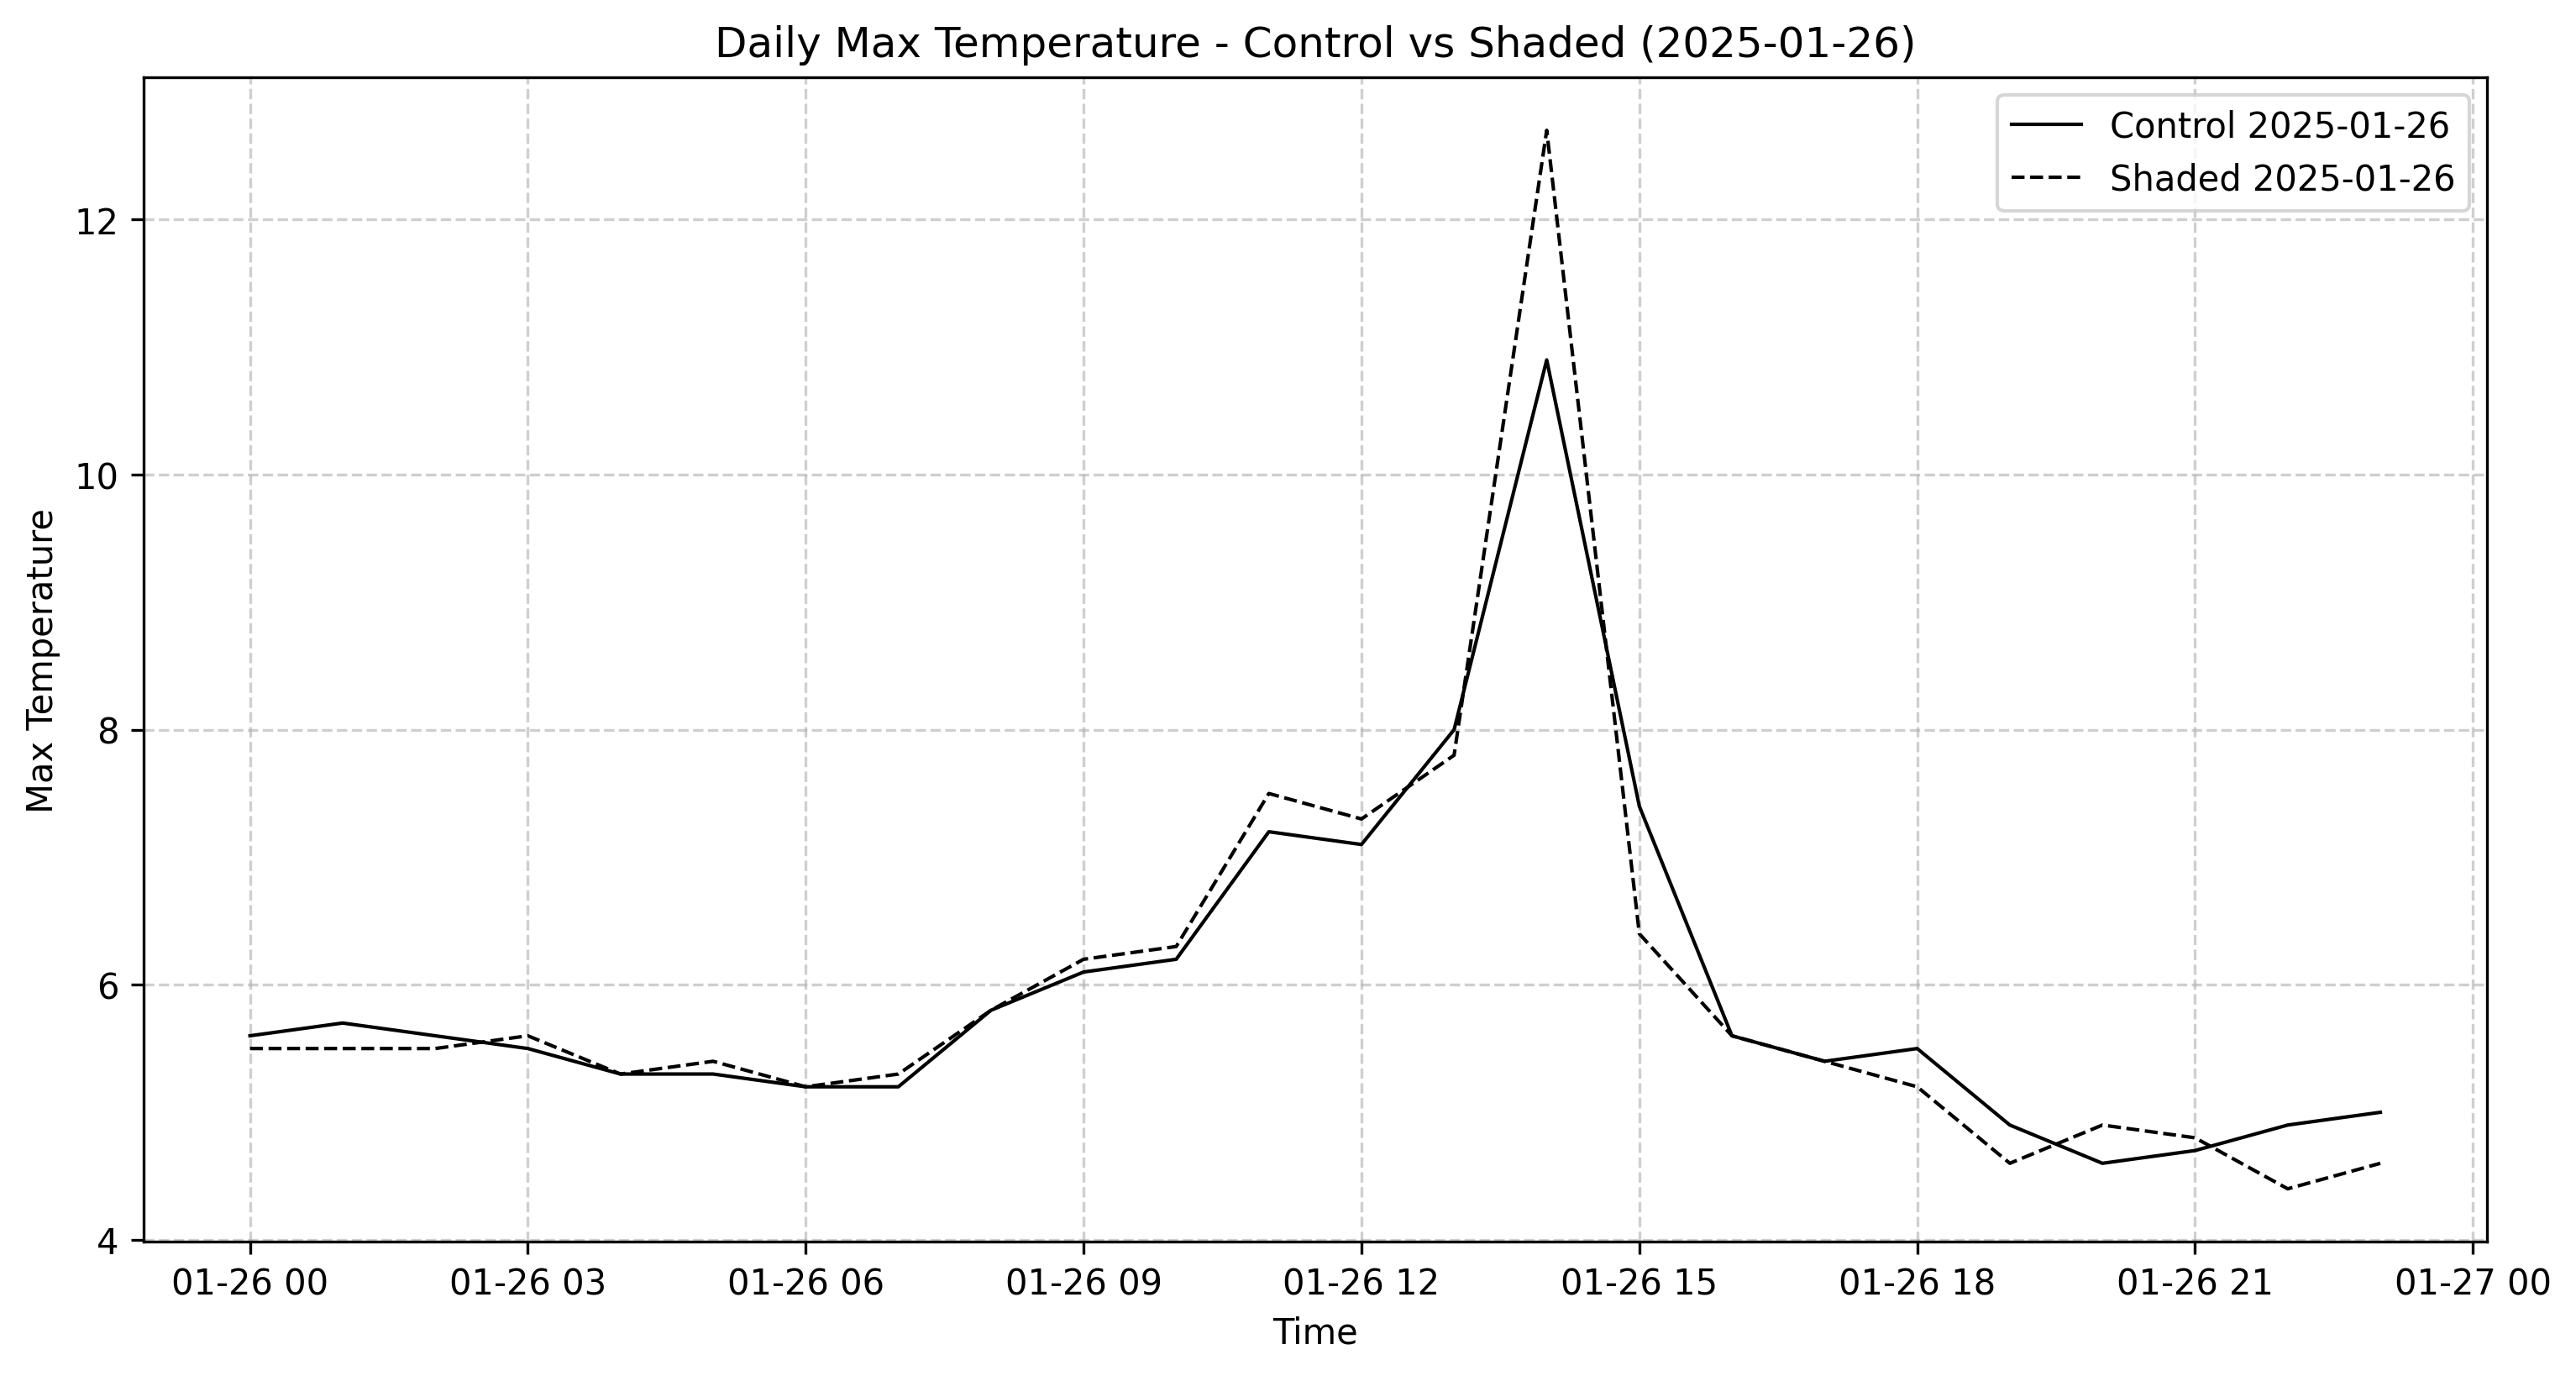 Daily Max Temperature - Control vs Shaded (2025-01-26)
Control 2025-01-26
Shaded 2025-01-26
Max Temperature
12
10
8
6
4
01-26 00 01-26 03 01-26 06 01-26 09 01-26 12 01-26 15 01-26 18 01-26 21 01-27 00
Time